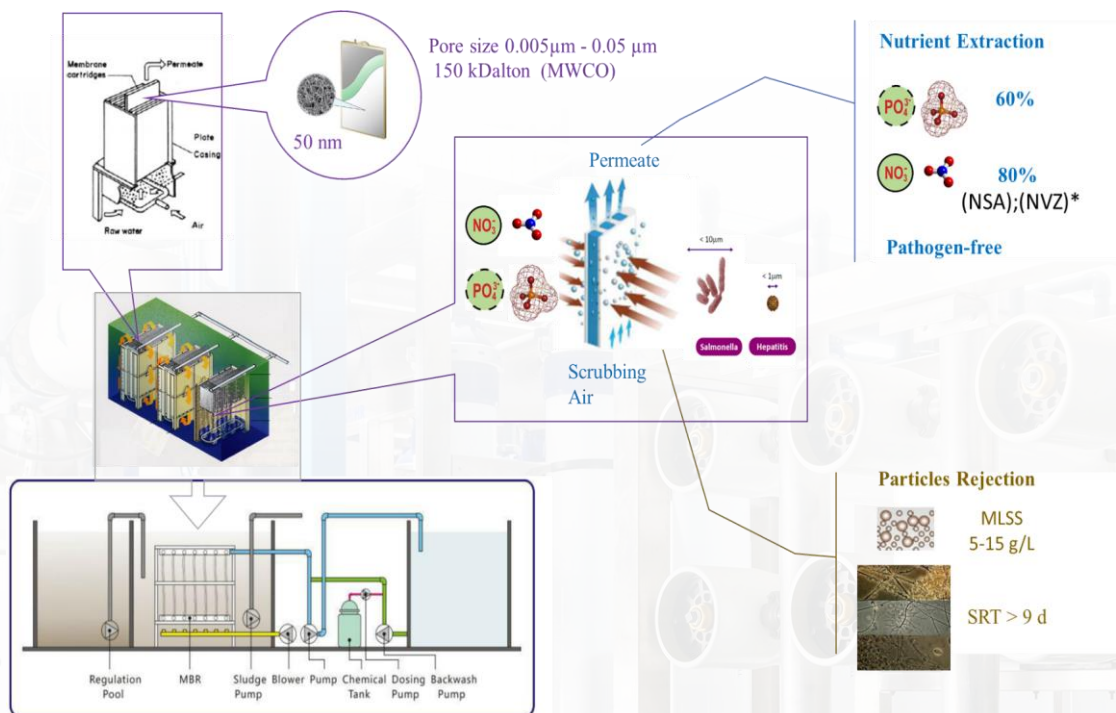 Membrane
cartridges
Permeate
Plate
Casing
Air
Raw water
50 nm
Pore size 0.005µm - 0.05 µm
150 kDalton (MWCO)
Nutrient Extraction
PO₄³⁻
60%
NO₃⁻
80%
(NSA);(NVZ)*
Pathogen-free
Permeate
NO₃⁻
PO₄³⁻
< 10µm
< 1µm
Salmonella
Hepatitis
Scrubbing
Air
Particles Rejection
MLSS
5-15 g/L
SRT > 9 d
Regulation
Pool
MBR
Sludge
Pump
Blower
Pump
Chemical
Tank
Dosing
Pump
Backwash
Pump